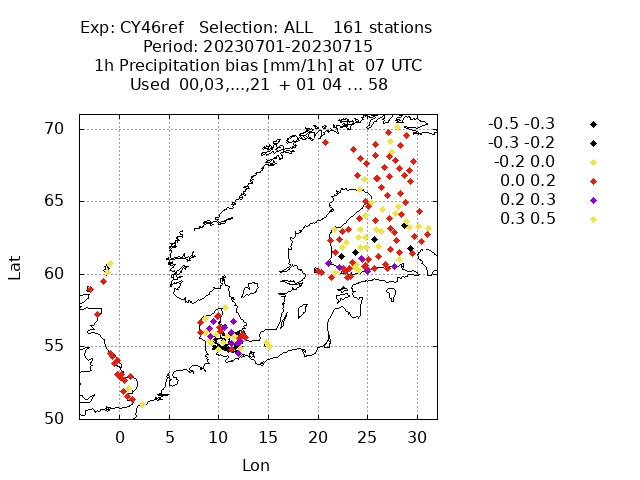 Exp: CY46ref   Selection: ALL    161 stations
Period: 20230701-20230715
1h Precipitation bias [mm/1h] at  07 UTC
Used  00,03,...,21  + 01 04 ... 58
-0.5 -0.3
-0.3 -0.2
-0.2 0.0
0.0 0.2
0.2 0.3
0.3 0.5
70
65
60
55
50
Lat
0 5 10 15 20 25 30
Lon